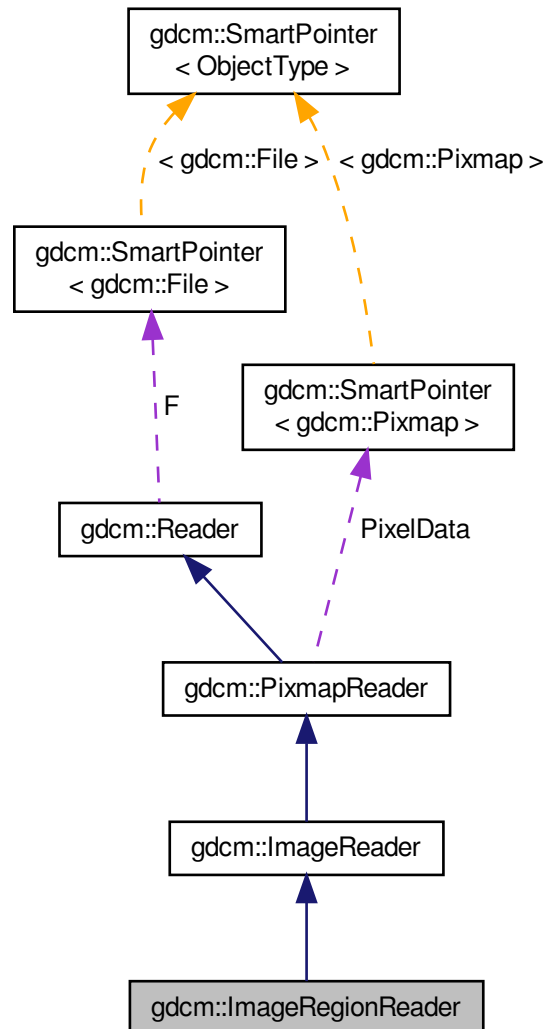 gdcm::SmartPointer
< ObjectType >
< gdcm::File >
< gdcm::Pixmap >
gdcm::SmartPointer
< gdcm::File >
gdcm::SmartPointer
< gdcm::Pixmap >
F
gdcm::Reader
PixelData
gdcm::PixmapReader
gdcm::ImageReader
gdcm::ImageRegionReader